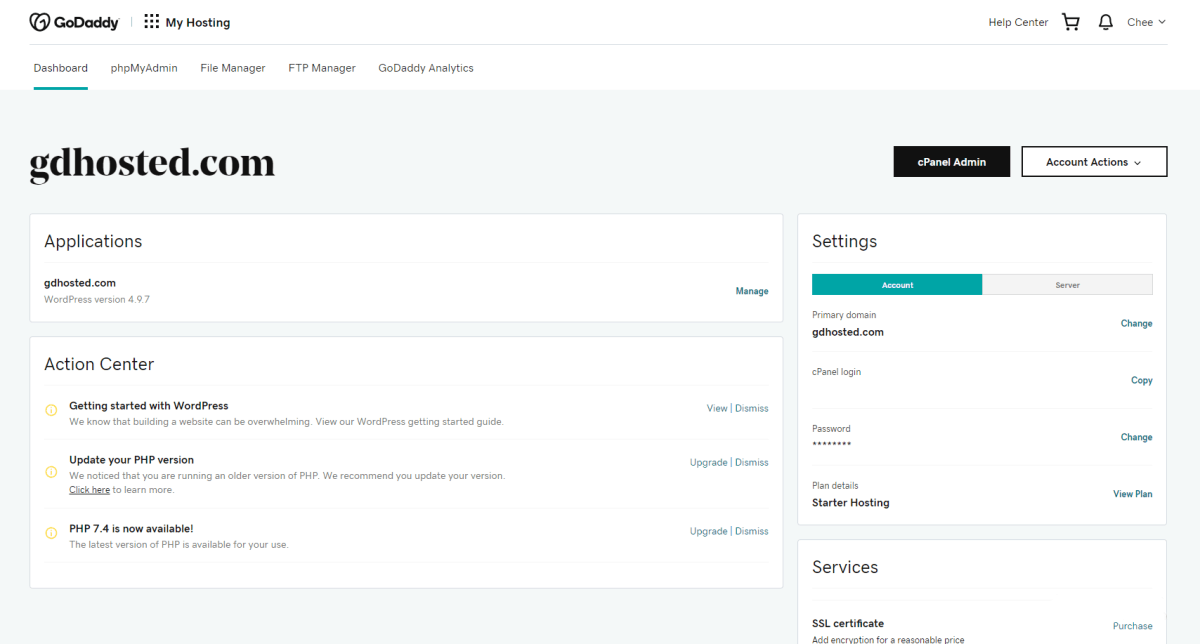 GoDaddy My Hosting Help Center Chee
Dashboard phpMyAdmin File Manager FTP Manager GoDaddy Analytics
gdhosted.com
cPanel Admin Account Actions
Applications
gdhosted.com
WordPress version 4.9.7
Manage
Action Center
Getting started with WordPress
We know that building a website can be overwhelming. View our WordPress getting started guide.
View | Dismiss
Update your PHP version
We noticed that you are running an older version of PHP. We recommend you update your version.
Click here to learn more.
Upgrade | Dismiss
PHP 7.4 is now available!
The latest version of PHP is available for your use.
Upgrade | Dismiss
Settings
Account Server
Primary domain
gdhosted.com
Change
cPanel login
Copy
Password
********
Change
Plan details
Starter Hosting
View Plan
Services
SSL certificate
Add encryption for a reasonable price
Purchase